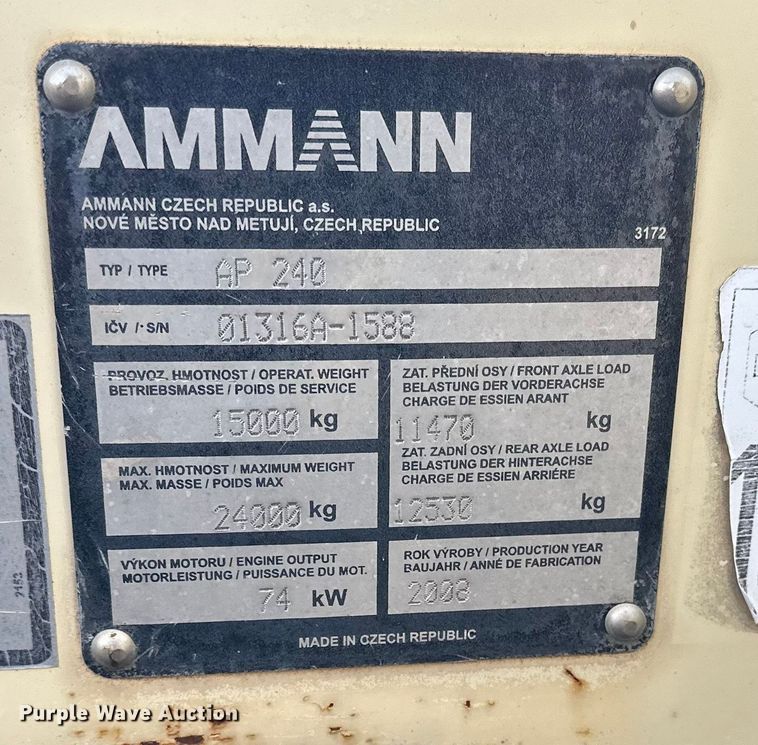 AMMANN
AMMANN CZECH REPUBLIC a.s.
NOVÉ MĚSTO NAD METUJÍ, CZECH REPUBLIC
3172
TYP / TYPE AP 240
IČV / S/N 01316A-1588
PROVOZ. HMOTNOST / OPERAT. WEIGHT
BETRIEBSMASSE / POIDS DE SERVICE
15000 kg
MAX. HMOTNOST / MAXIMUM WEIGHT
MAX. MASSE / POIDS MAX
24000 kg
VÝKON MOTORU / ENGINE OUTPUT
MOTORLEISTUNG / PUISSANCE DU MOT.
74 kW
ZAT. PŘEDNÍ OSY / FRONT AXLE LOAD
BELASTUNG DER VORDERACHSE
CHARGE DE ESSIEN ARANT
11470 kg
ZAT. ZADNÍ OSY / REAR AXLE LOAD
BELASTUNG DER HINTERACHSE
CHARGE DE ESSIEN ARRIÉRE
12530 kg
ROK VÝROBY / PRODUCTION YEAR
BAUJAHR / ANNÉ DE FABRICATION
2008
MADE IN CZECH REPUBLIC
2153
Purple Wave Auction